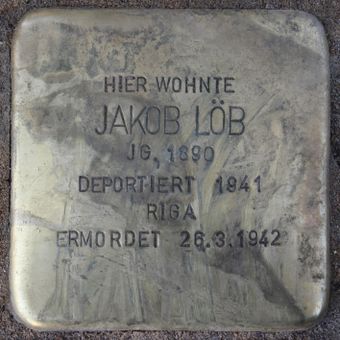 HIER WOHNTE
JAKOB LÖB
JG, 1890
DEPORTIERT 1941
RIGA
ERMORDET 26.3.1942